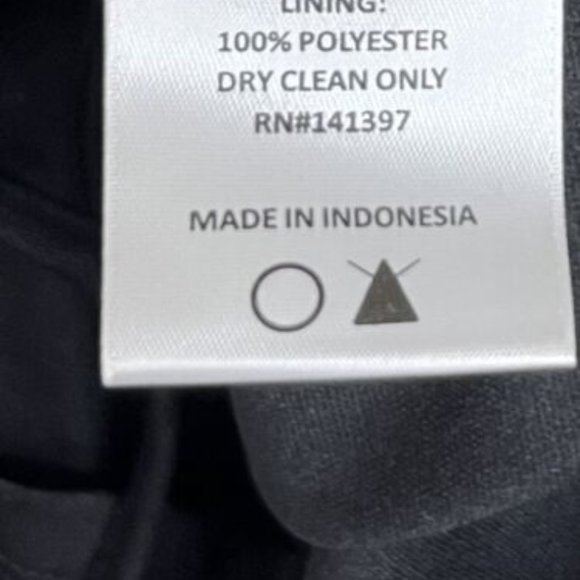 LINING:
100% POLYESTER
DRY CLEAN ONLY
RN#141397
MADE IN INDONESIA